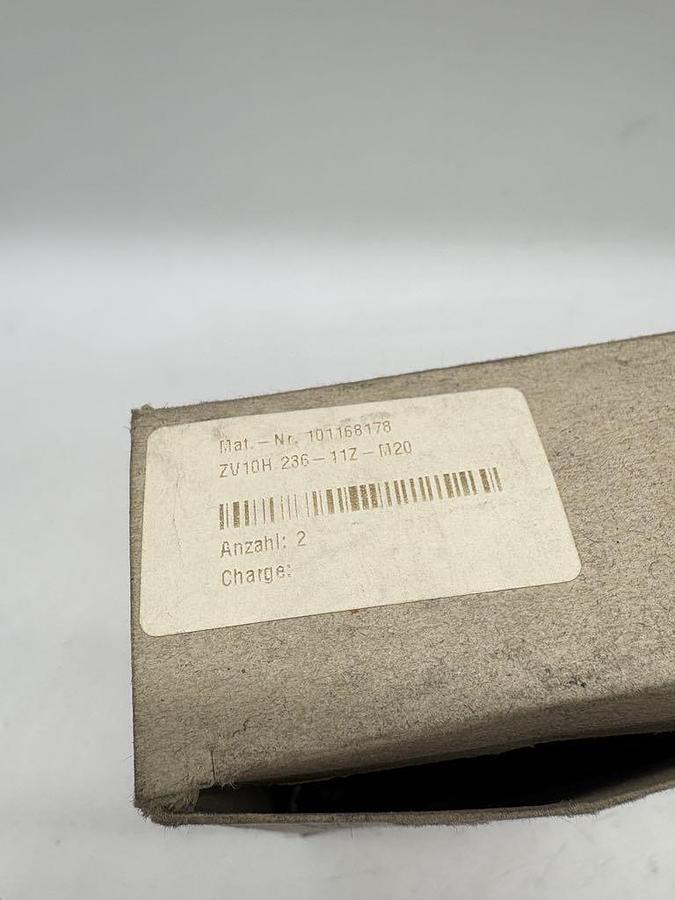 Mat.-Nr. 101168178
ZV10H 236-11Z-M20
Anzahl: 2
Charge: